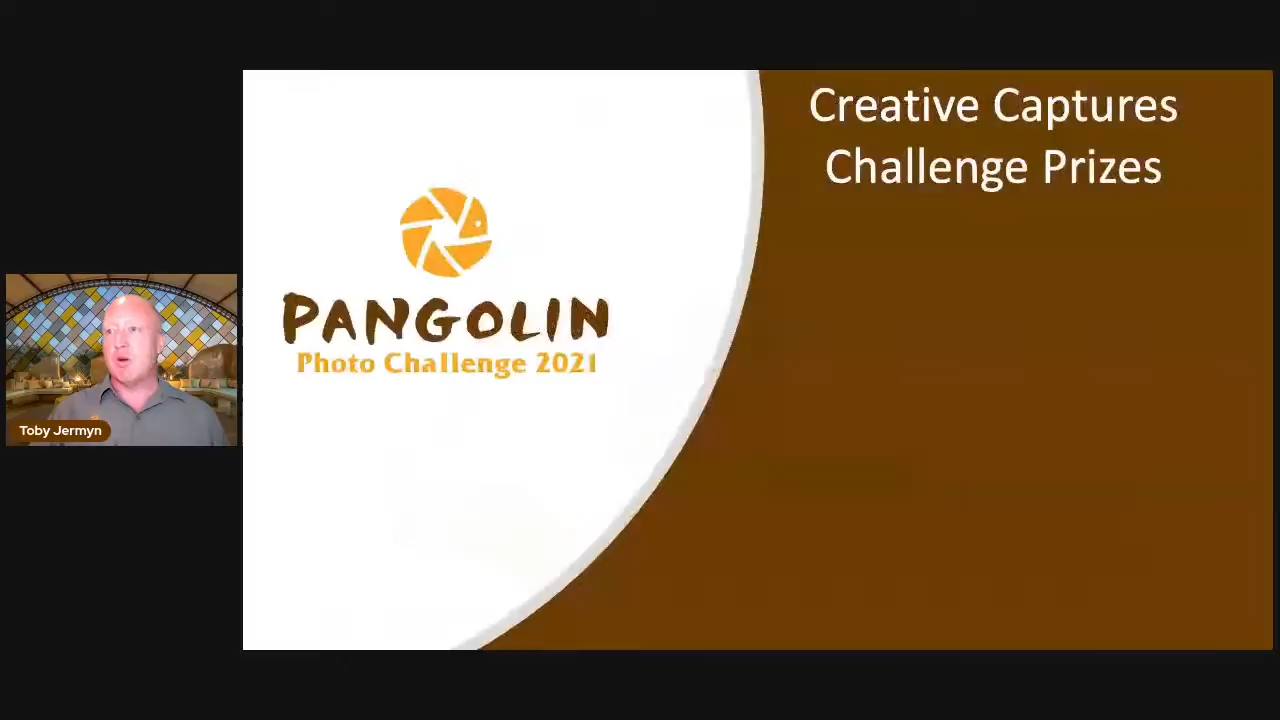 Creative Captures
Challenge Prizes
PANGOLIN
Photo Challenge 2021
Toby Jermyn